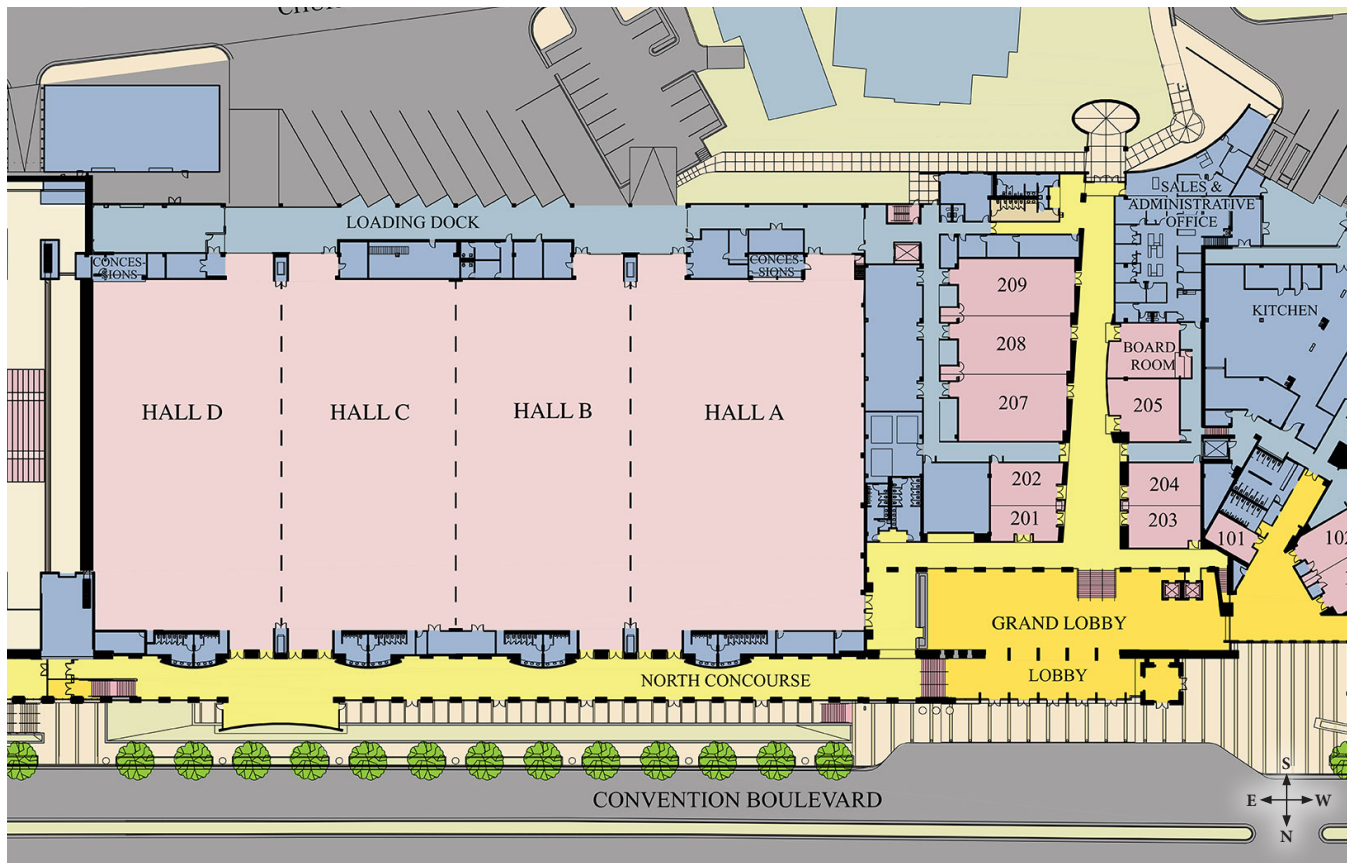 LOADING DOCK
SALES &
ADMINISTRATIVE
OFFICE
CONCES-
SIONS
CONCES-
SIONS
209
KITCHEN
208
BOARD
ROOM
HALL D
HALL C
HALL B
HALL A
207
205
202
204
201
203
101
GRAND LOBBY
NORTH CONCOURSE
LOBBY
CONVENTION BOULEVARD
S
E
W
N